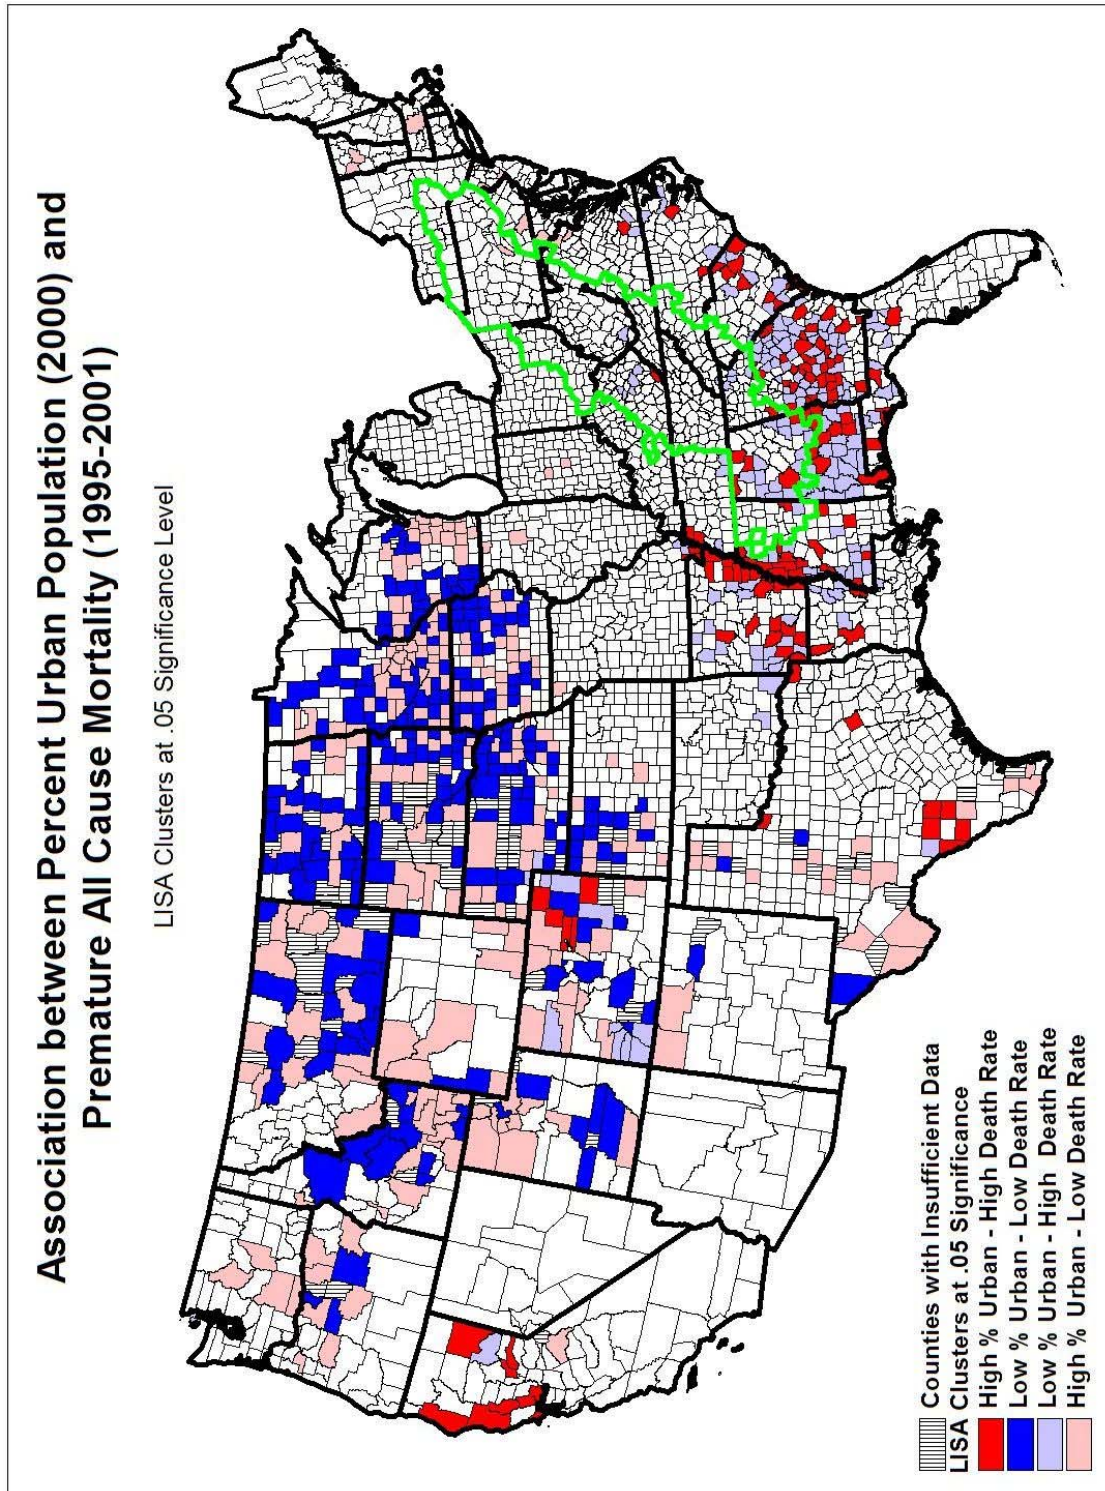 Association between Percent Urban Population (2000) and
Premature All Cause Mortality (1995-2001)
LISA Clusters at .05 Significance Level
Counties with Insufficient Data
LISA Clusters at .05 Significance
High % Urban - High Death Rate
Low % Urban - Low Death Rate
Low % Urban - High  Death Rate
High % Urban - Low Death Rate